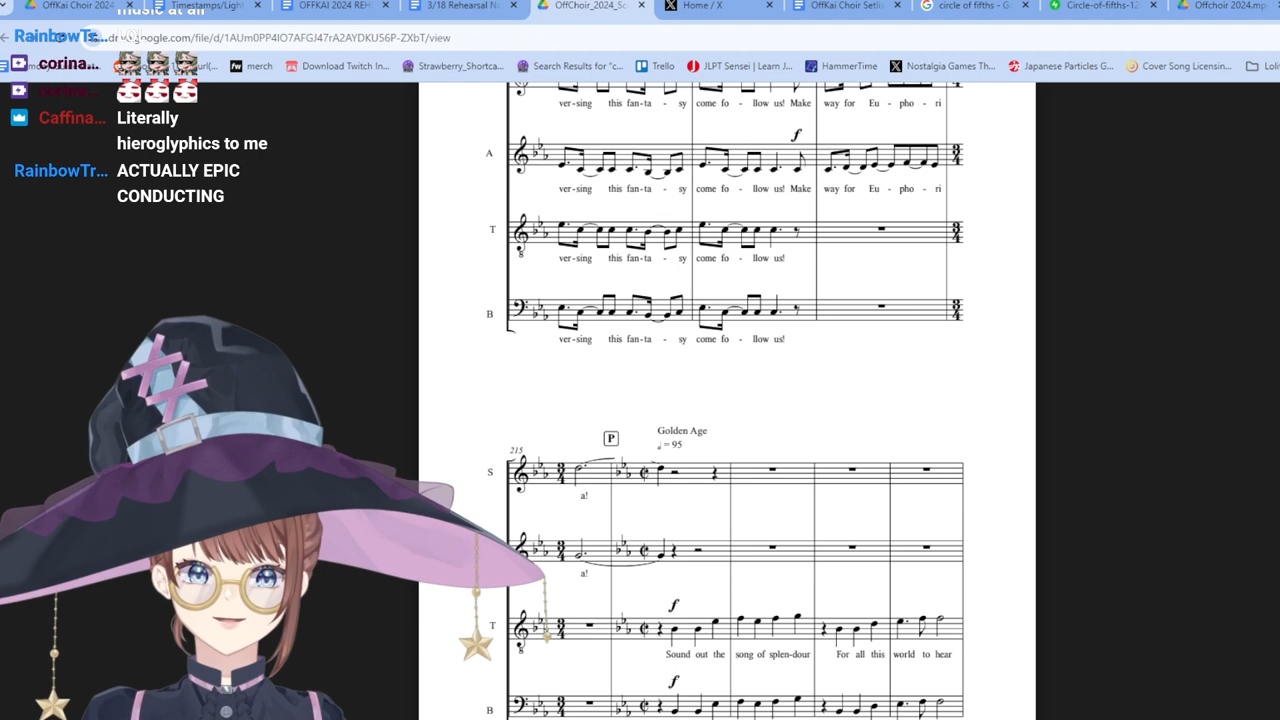 OffKai Choir 2024
Timestamps/Light
OFFKAI 2024 REH
3/18 Rehearsal N
OffChoir_2024_Sc
Home / X
OffKai Choir Setli
circle of fifths - G
Circle-of-fifths-12
Offchoir 2024.mp
music at all
RainbowTr...
google.com/file/d/1AUm0PP4IO7AFGJ47rA2AYDKU56P-ZXbT/view
corina...
merch
Download Twitch In...
Strawberry_Shortca...
Search Results for "c...
Trello
JLPT Sensei | Learn J...
HammerTime
Nostalgia Games Th...
Japanese Particles G...
Cover Song Licensin...
Caffina... Literally
hieroglyphics to me
RainbowTr... ACTUALLY EPIC
CONDUCTING
ver-sing this fan-ta - sy come fo - llow us! Make way for Eu - pho - ri
f
A
ver-sing this fan-ta - sy come fo - llow us! Make way for Eu - pho - ri
T
ver-sing this fan-ta - sy come fo - llow us!
B
ver-sing this fan-ta - sy come fo - llow us!
P
Golden Age
♩ = 95
215
S
a!
a!
f
T
Sound out the song of splen-dour For all this world to hear
f
B